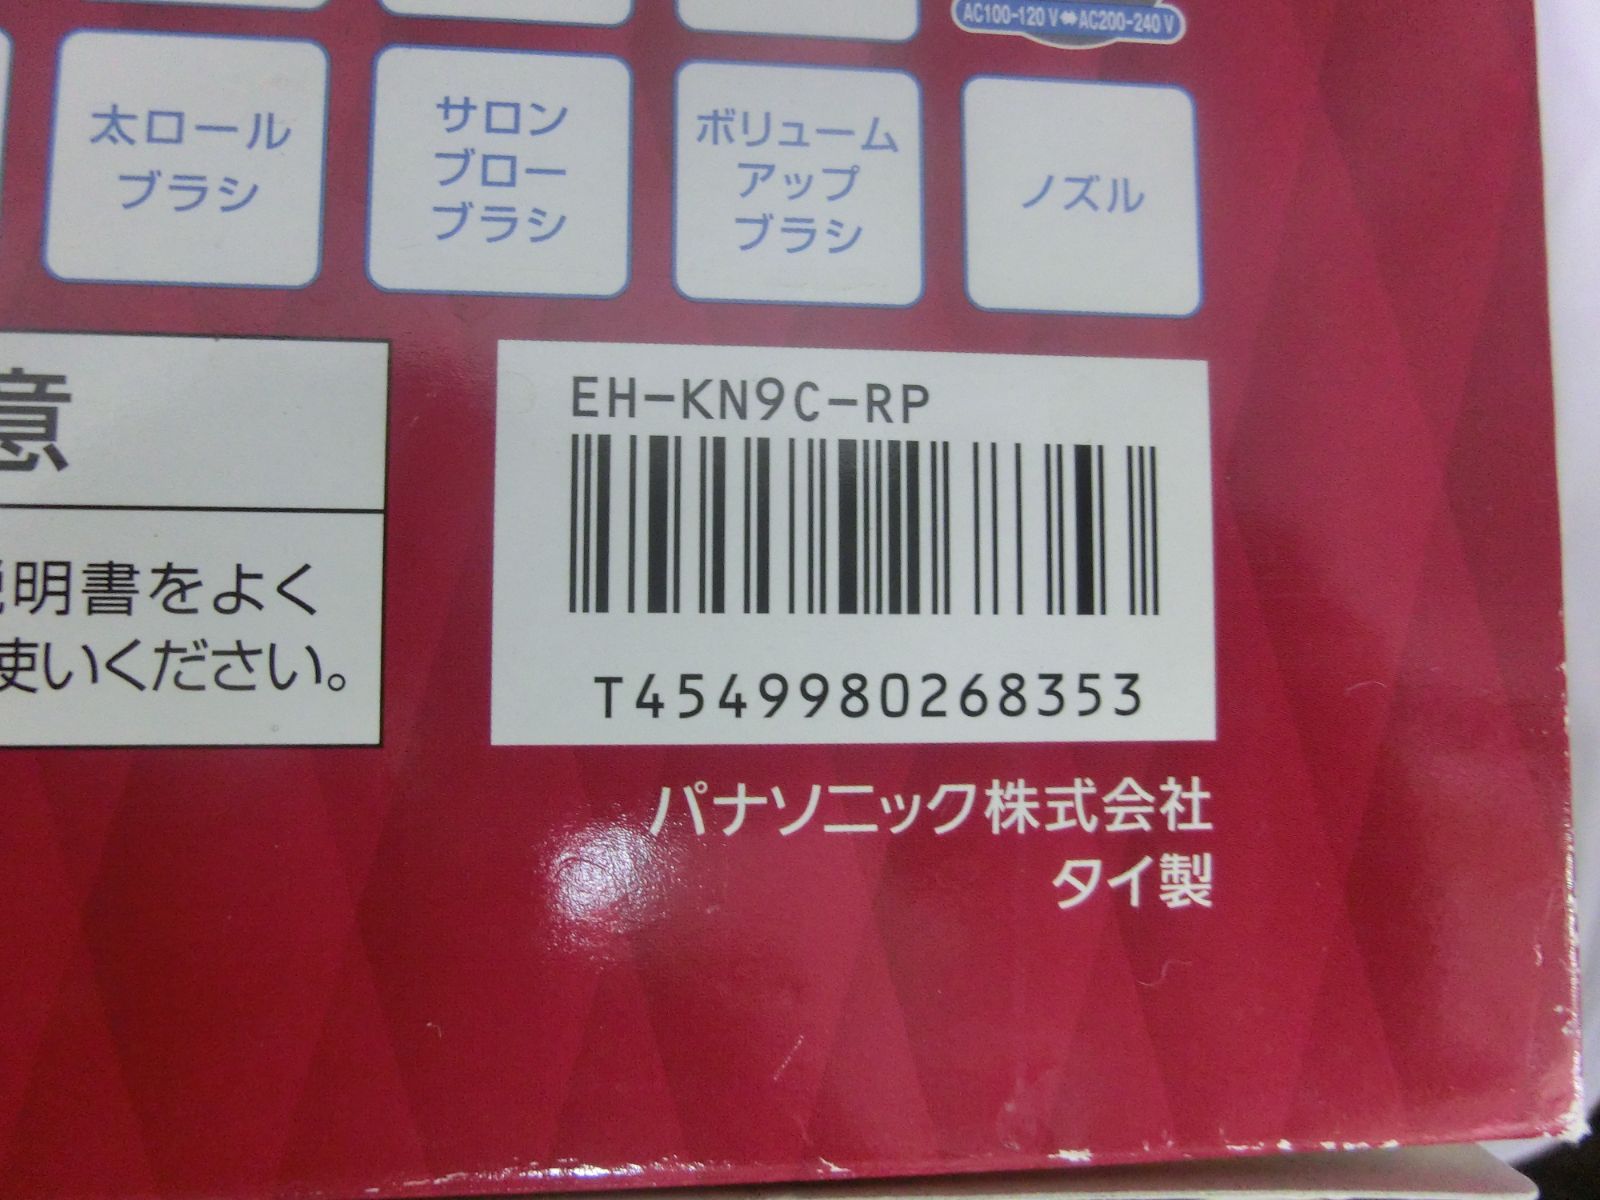 AC100-120V⇔AC200-240V
太ロール
ブラシ
サロン
ブロー
ブラシ
ボリューム
アップ
ブラシ
ノズル
意
説明書をよく
使いください。
EH-KN9C-RP
T4549980268353
パナソニック株式会社
タイ製